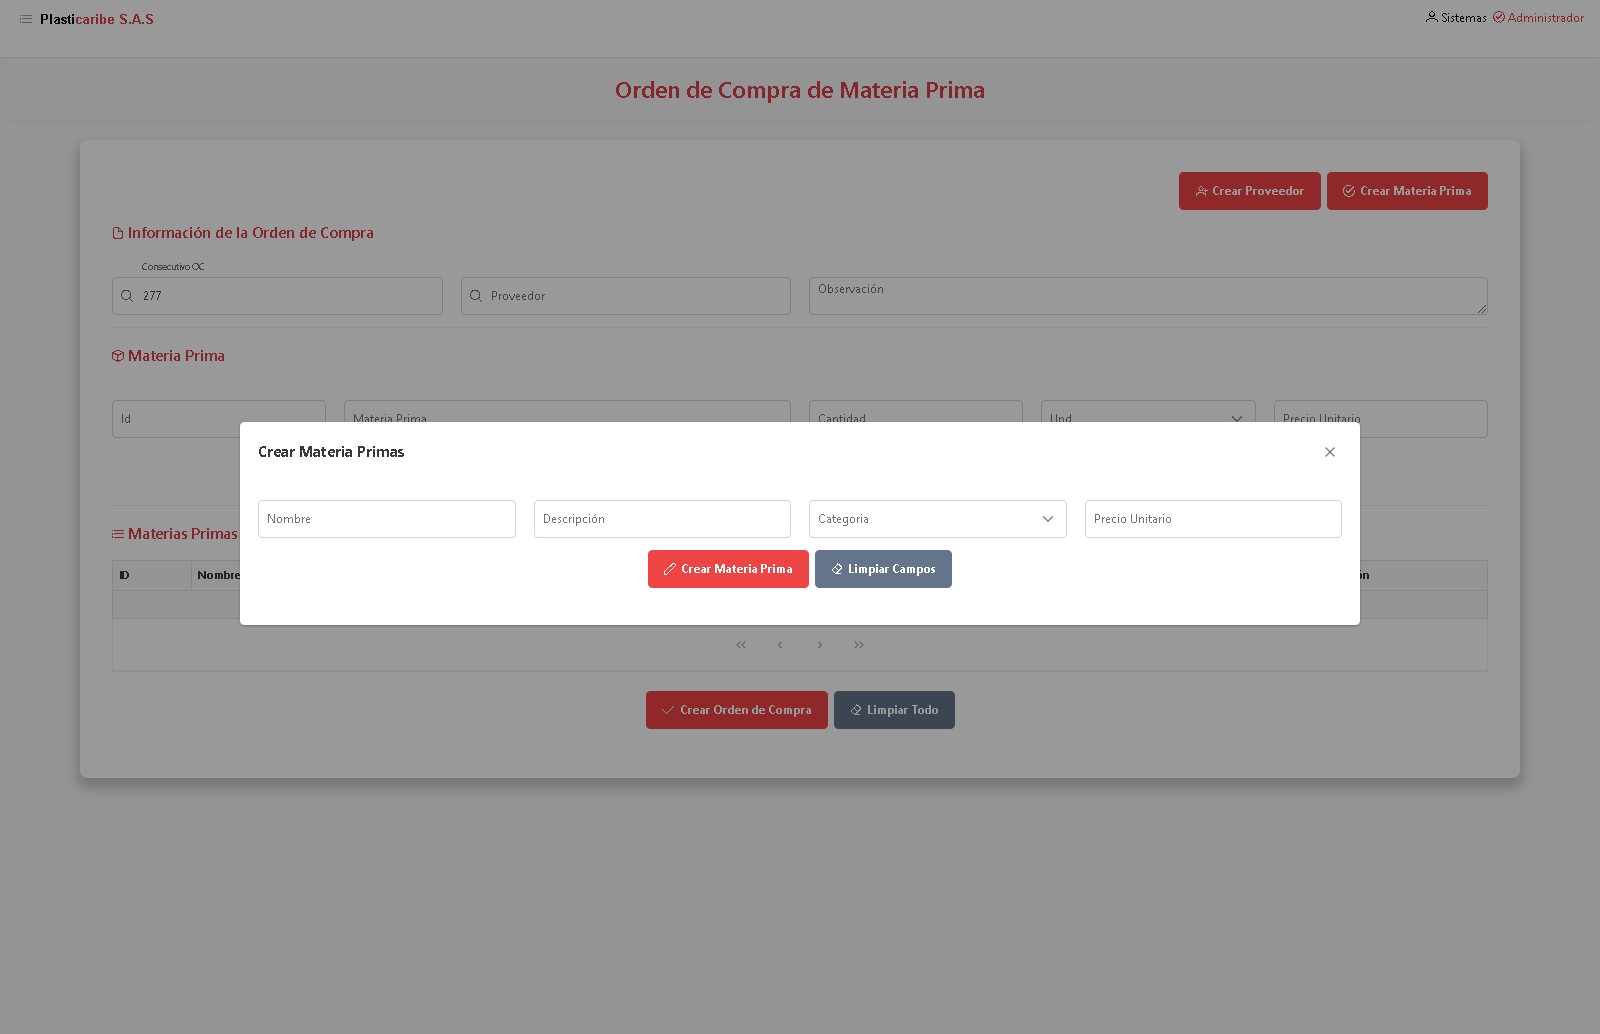 Plasticaribe S.A.S
Sistemas Administrador
Orden de Compra de Materia Prima
Crear Proveedor Crear Materia Prima
Información de la Orden de Compra
Consecutivo OC
277 Proveedor Observación
Materia Prima
Id Materia Prima Cantidad Und. Precio Unitario
Crear Materia Primas
Nombre Descripción Categoria Precio Unitario
Crear Materia Prima Limpiar Campos
Materias Primas
ID Nombre
Crear Orden de Compra Limpiar Todo